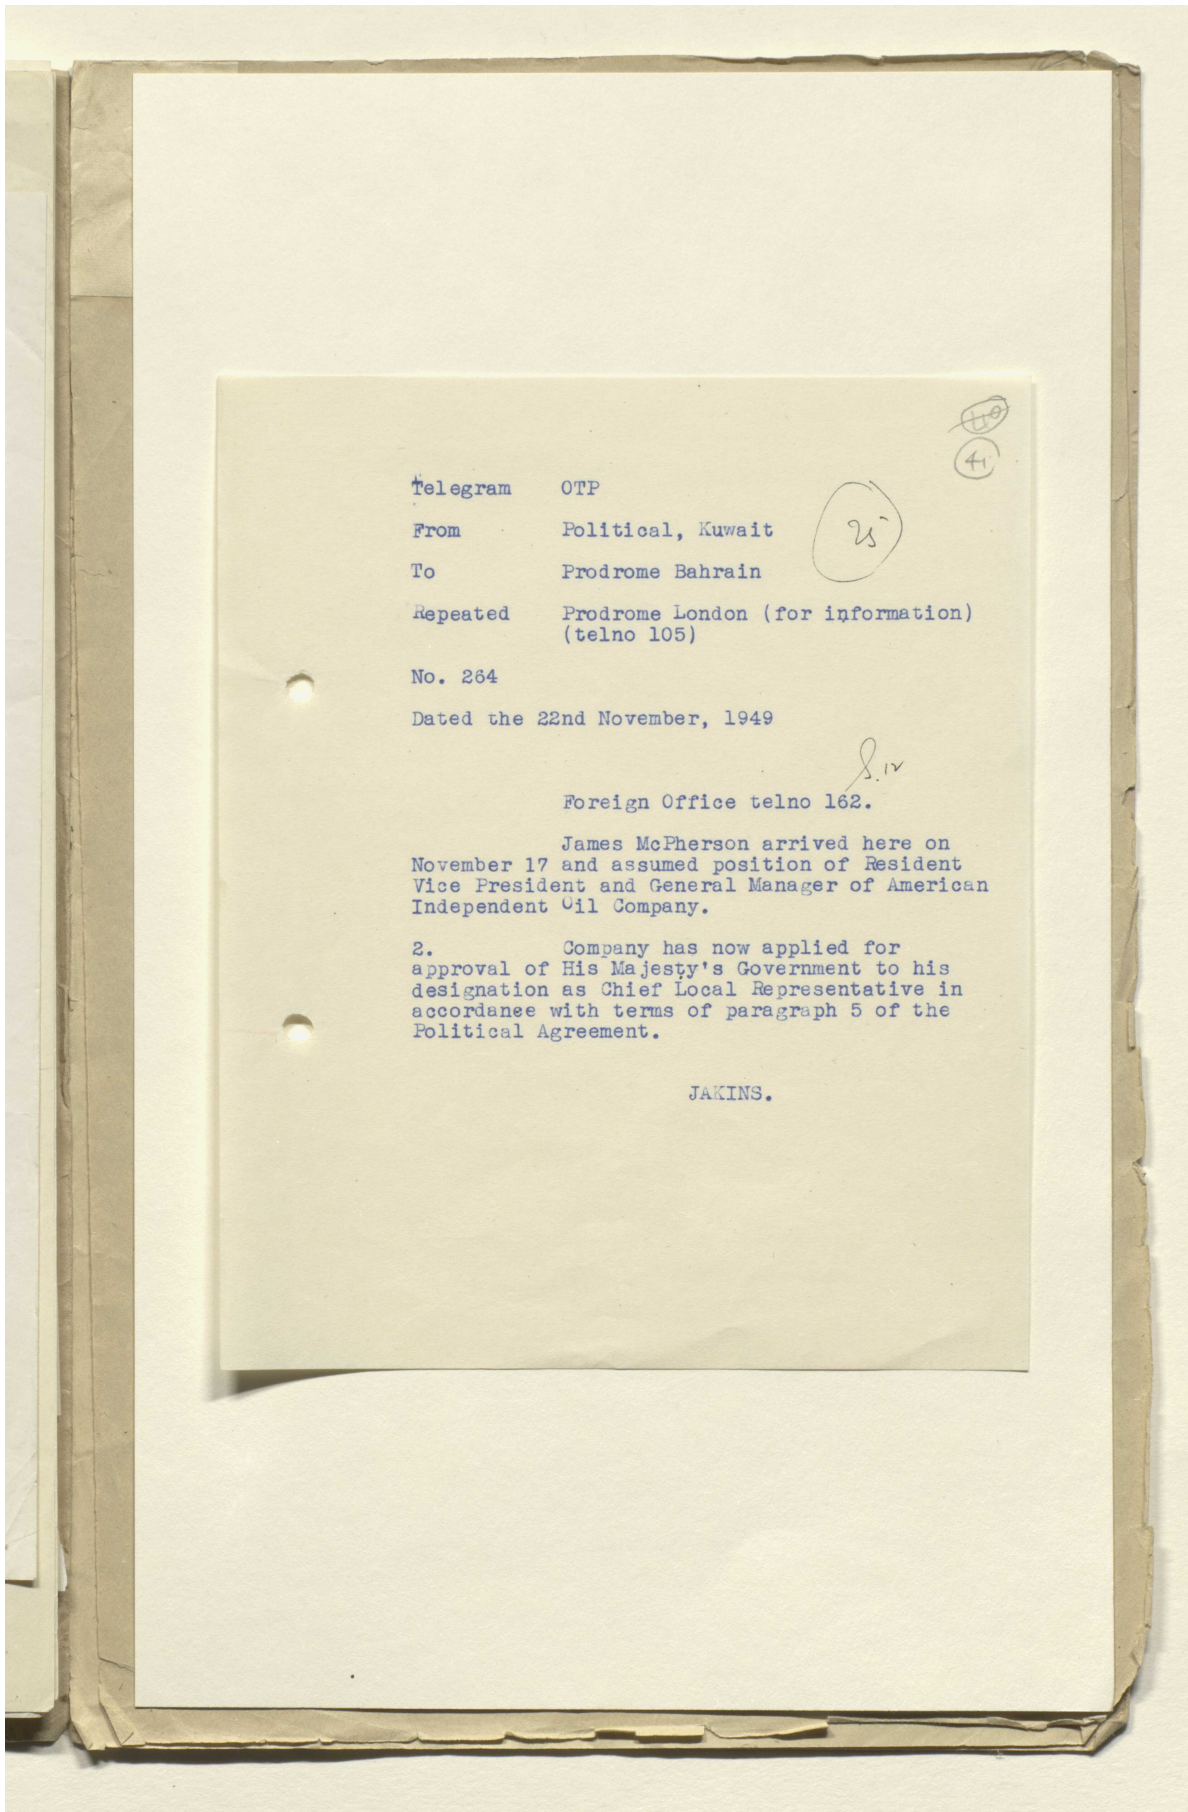 40
41
Telegram OTP
25
From Political, Kuwait
To Prodrome Bahrain
Repeated Prodrome London (for information)
(telno 105)
No. 264
Dated the 22nd November, 1949
S.12
Foreign Office telno 162.
James McPherson arrived here on
November 17 and assumed position of Resident
Vice President and General Manager of American
Independent Oil Company.
2. Company has now applied for
approval of His Majesty's Government to his
designation as Chief Local Representative in
accordanee with terms of paragraph 5 of the
Political Agreement.
JAKINS.